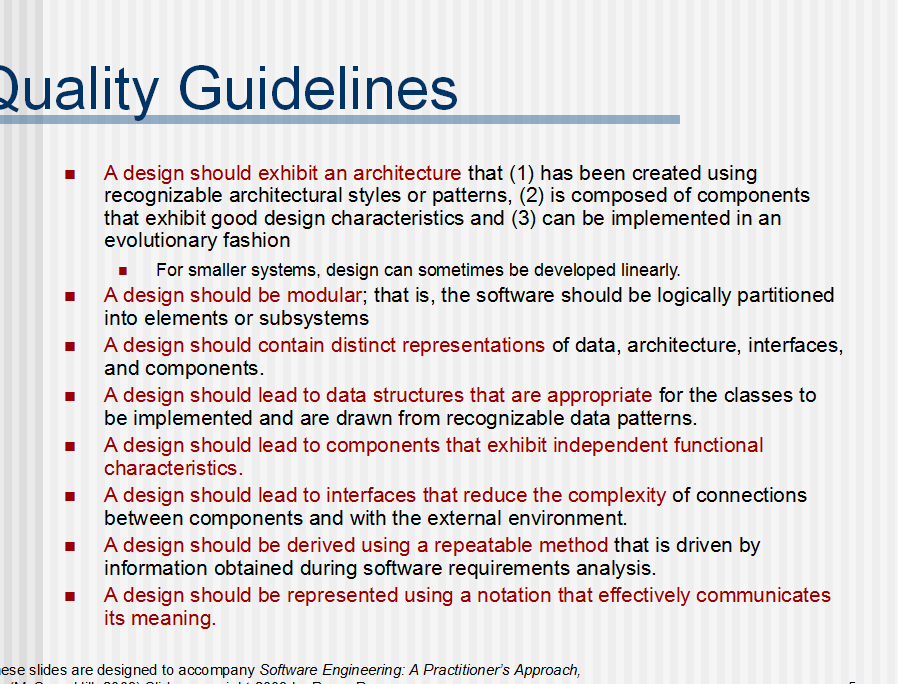 Quality Guidelines
A design should exhibit an architecture that (1) has been created using
recognizable architectural styles or patterns, (2) is composed of components
that exhibit good design characteristics and (3) can be implemented in an
evolutionary fashion
For smaller systems, design can sometimes be developed linearly.
A design should be modular; that is, the software should be logically partitioned
into elements or subsystems
A design should contain distinct representations of data, architecture, interfaces,
and components.
A design should lead to data structures that are appropriate for the classes to
be implemented and are drawn from recognizable data patterns.
A design should lead to components that exhibit independent functional
characteristics.
A design should lead to interfaces that reduce the complexity of connections
between components and with the external environment.
A design should be derived using a repeatable method that is driven by
information obtained during software requirements analysis.
A design should be represented using a notation that effectively communicates
its meaning.
ese slides are designed to accompany Software Engineering: A Practitioner's Approach,